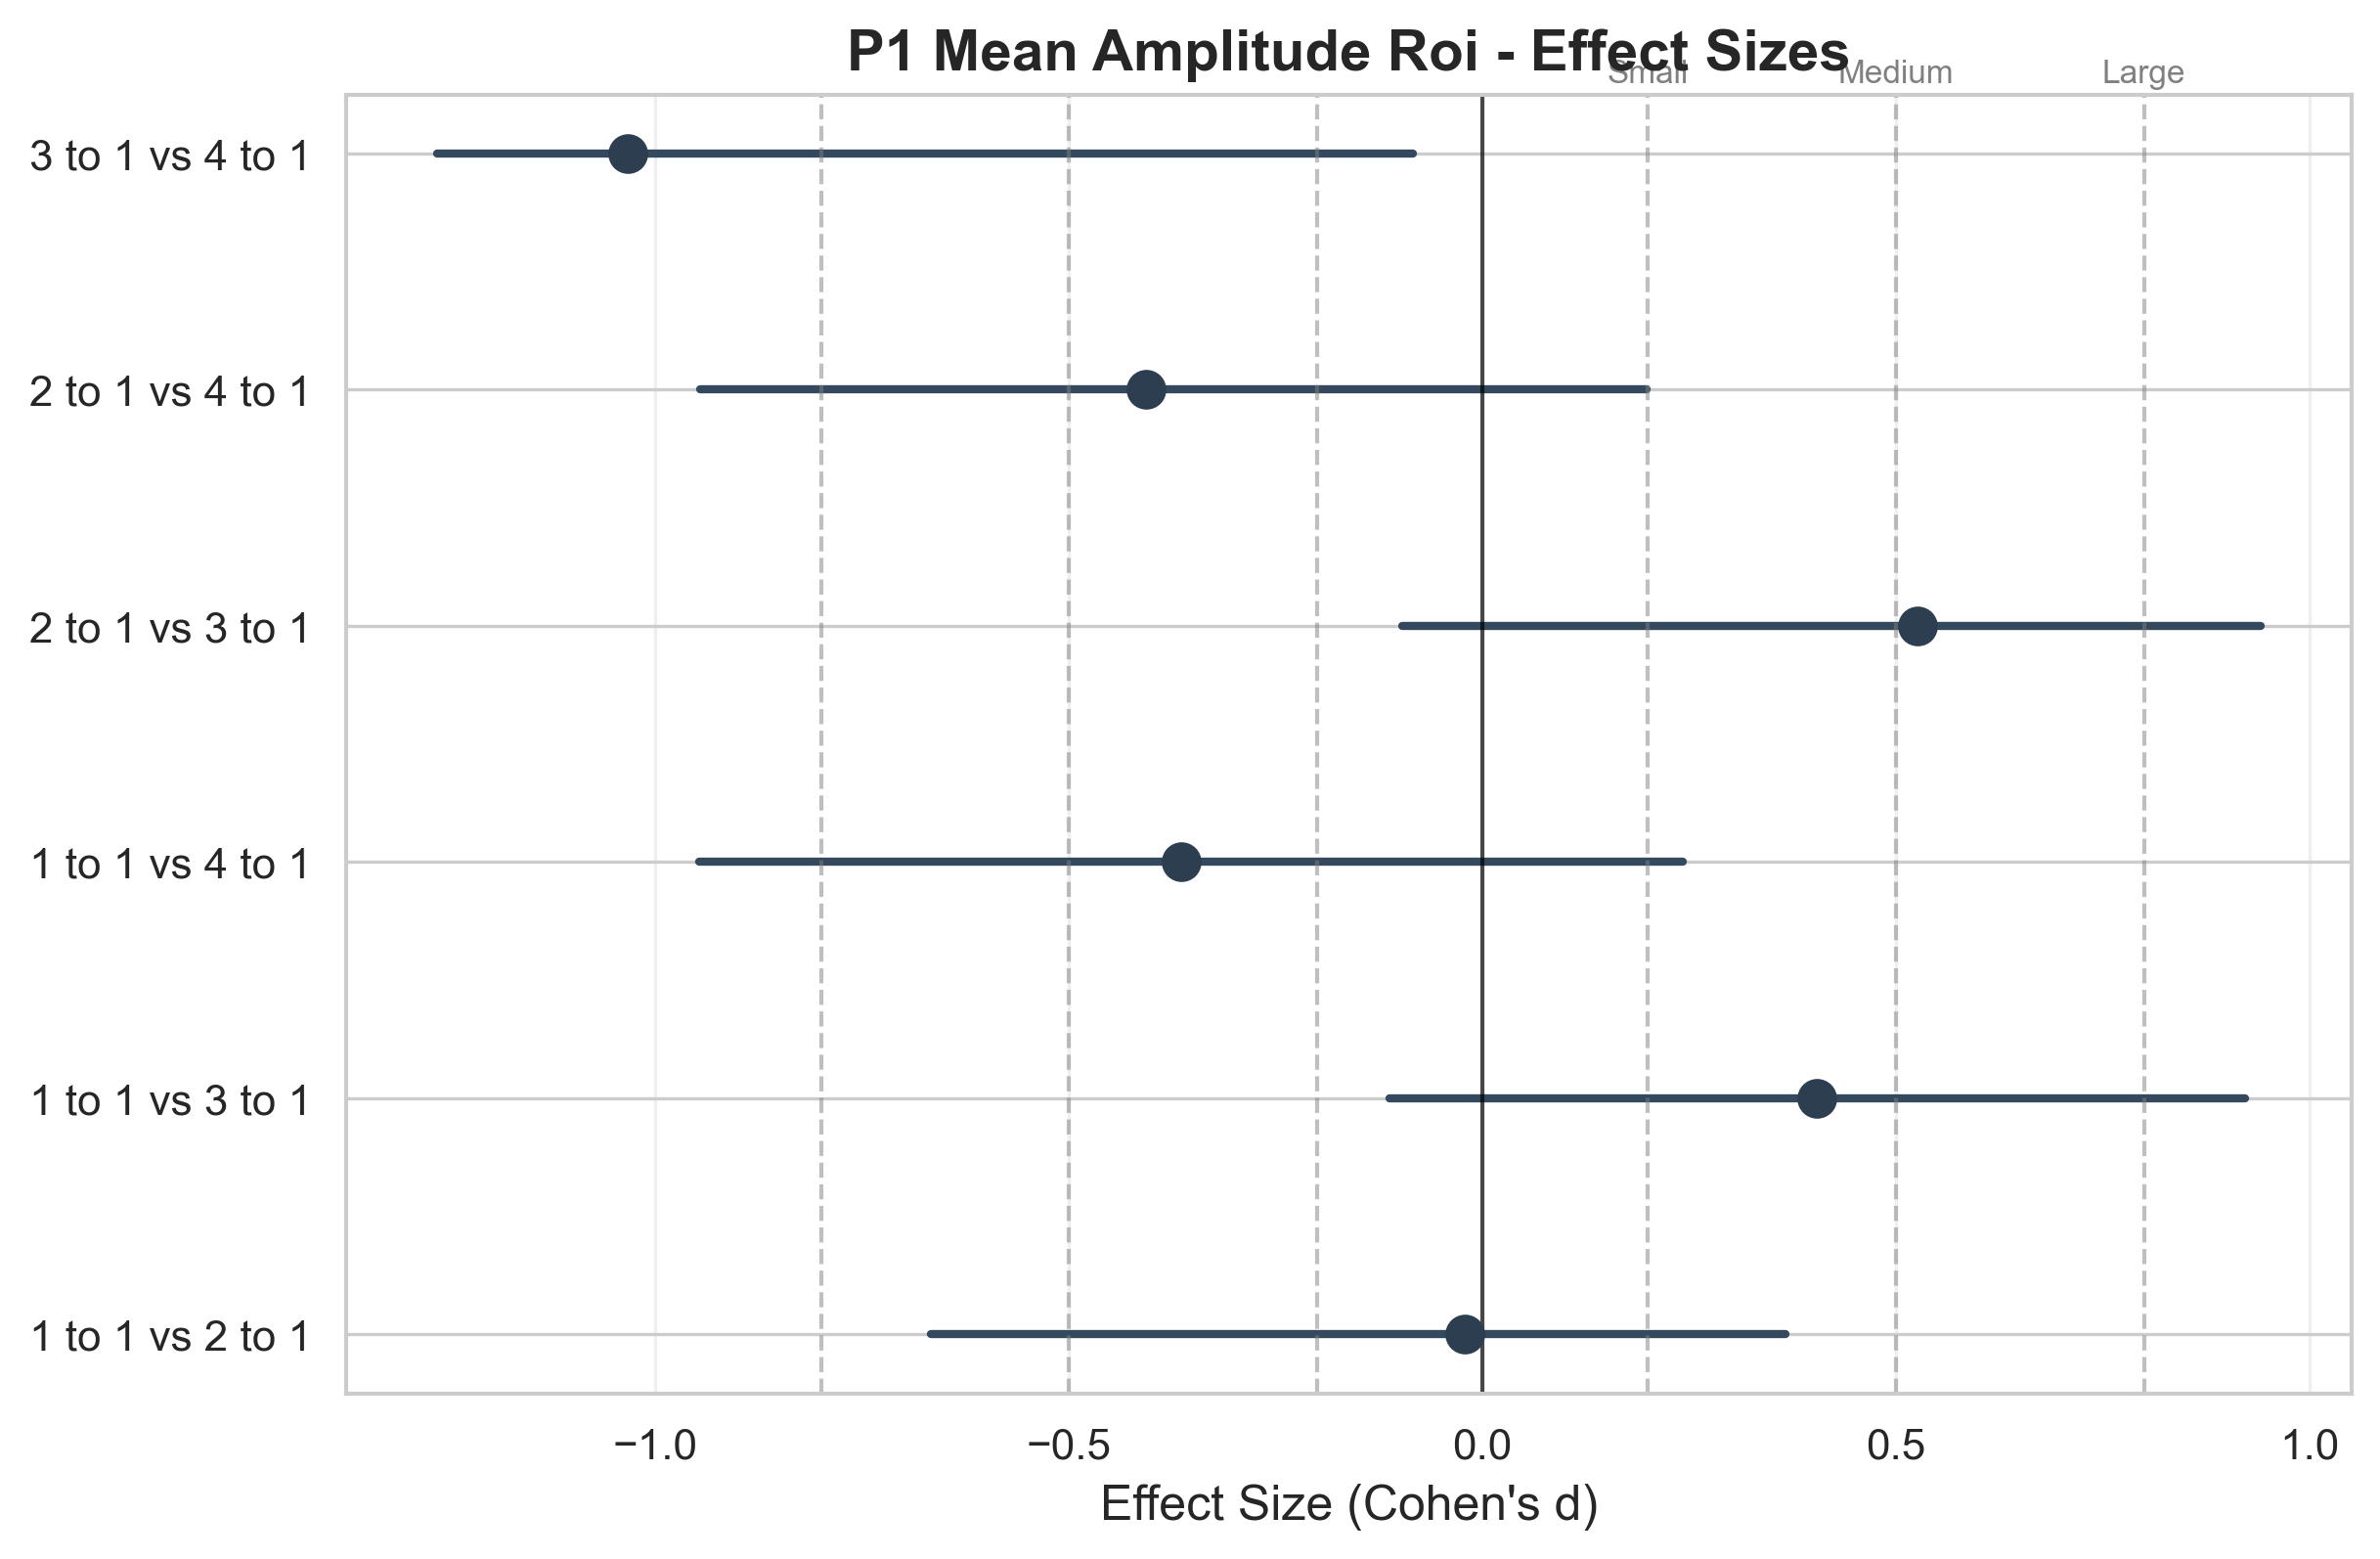 P1 Mean Amplitude Roi - Effect Sizes
Small Medium Large
3 to 1 vs 4 to 1
2 to 1 vs 4 to 1
2 to 1 vs 3 to 1
1 to 1 vs 4 to 1
1 to 1 vs 3 to 1
1 to 1 vs 2 to 1
−1.0 −0.5 0.0 0.5 1.0
Effect Size (Cohen's d)